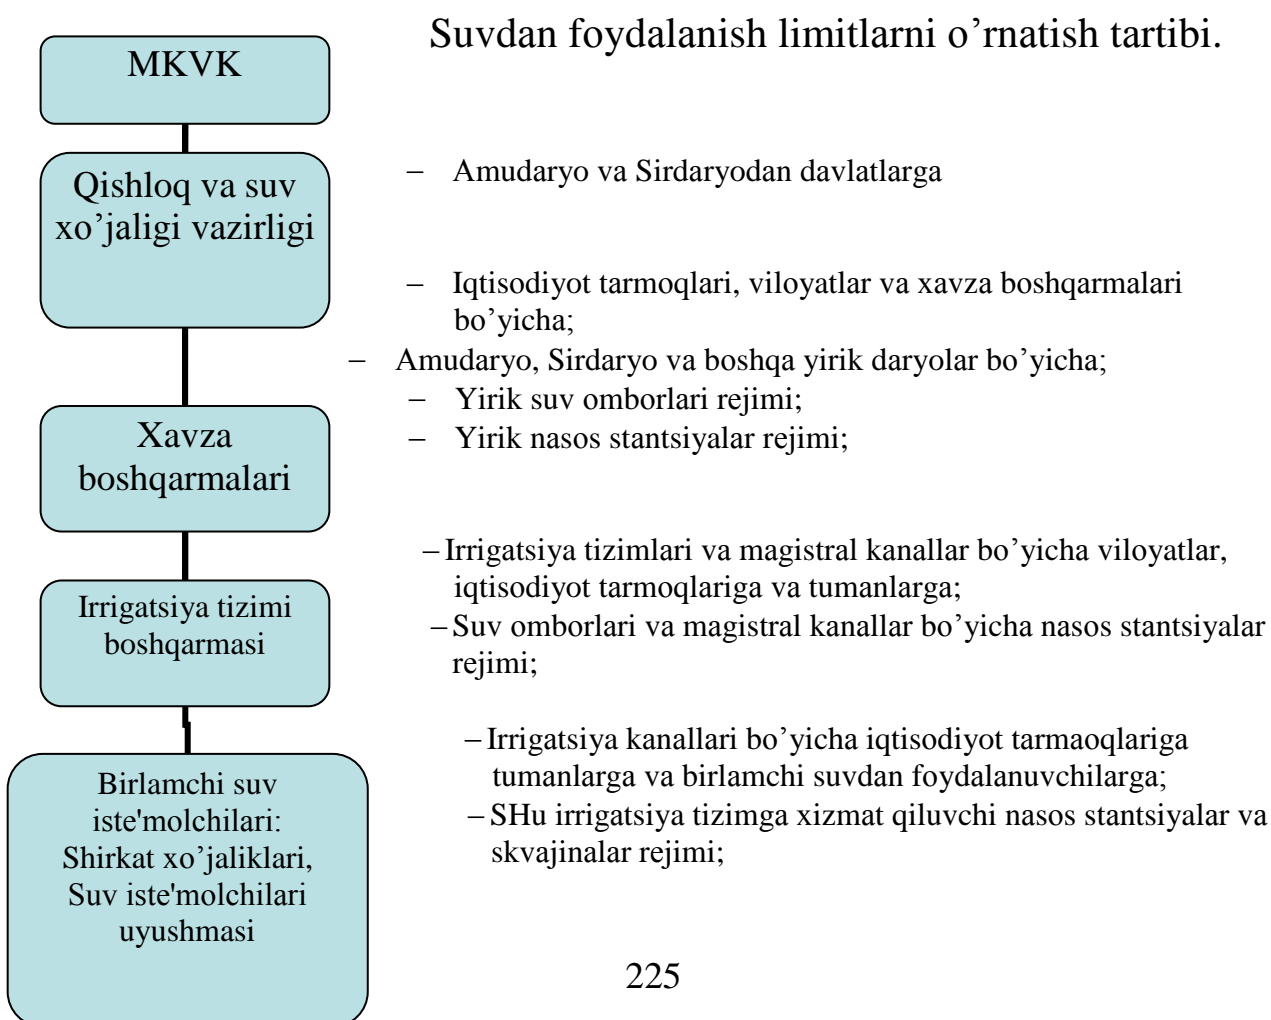 Suvdan foydalanish limitlarni o’rnatish tartibi.
MKVK
Qishloq va suv
xo’jaligi vazirligi
Xavza
boshqarmalari
Irrigatsiya tizimi
boshqarmasi
Birlamchi suv
iste'molchilari:
Shirkat xo’jaliklari,
Suv iste'molchilari
uyushmasi
– Amudaryo va Sirdaryodan davlatlarga
– Iqtisodiyot tarmoqlari, viloyatlar va xavza boshqarmalari
bo’yicha;
– Amudaryo, Sirdaryo va boshqa yirik daryolar bo’yicha;
– Yirik suv omborlari rejimi;
– Yirik nasos stantsiyalar rejimi;
– Irrigatsiya tizimlari va magistral kanallar bo’yicha viloyatlar,
iqtisodiyot tarmoqlariga va tumanlarga;
– Suv omborlari va magistral kanallar bo’yicha nasos stantsiyalar
rejimi;
– Irrigatsiya kanallari bo’yicha iqtisodiyot tarmaoqlariga
tumanlarga va birlamchi suvdan foydalanuvchilarga;
– SHu irrigatsiya tizimga xizmat qiluvchi nasos stantsiyalar va
skvajinalar rejimi;
225